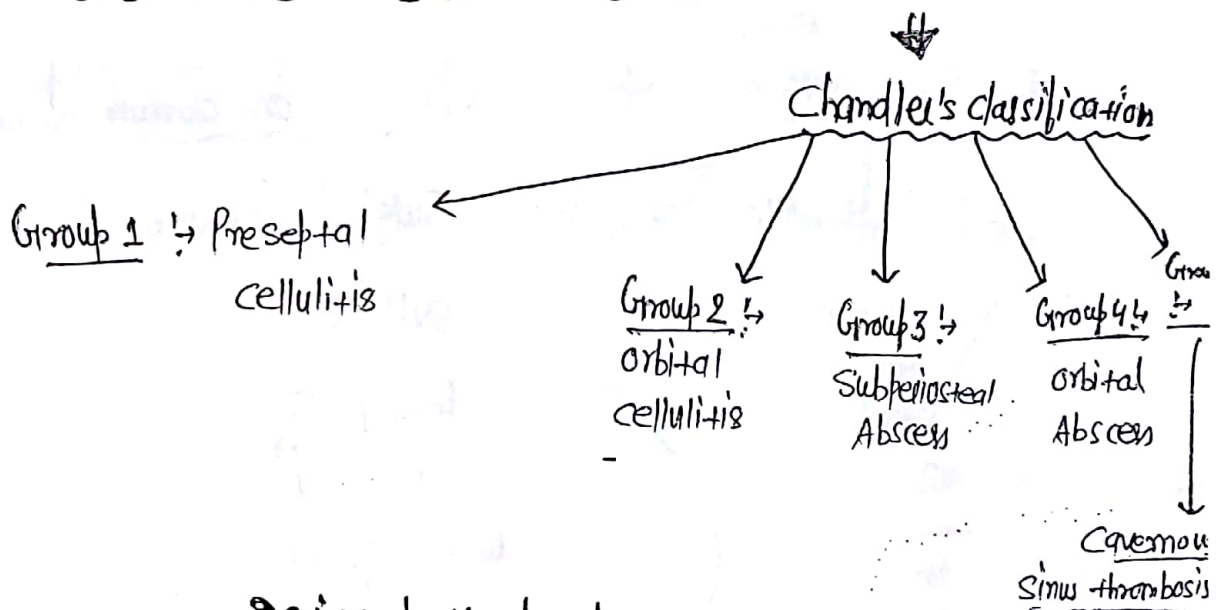 Chandler's classification
Group 1 :→ Preseptal
cellulitis
Group 2 :→
orbital
cellulitis
Group 3 :→
Subperiosteal
Abscess
Group 4 :→
orbital
Abscess
:→
sinus thrombosis